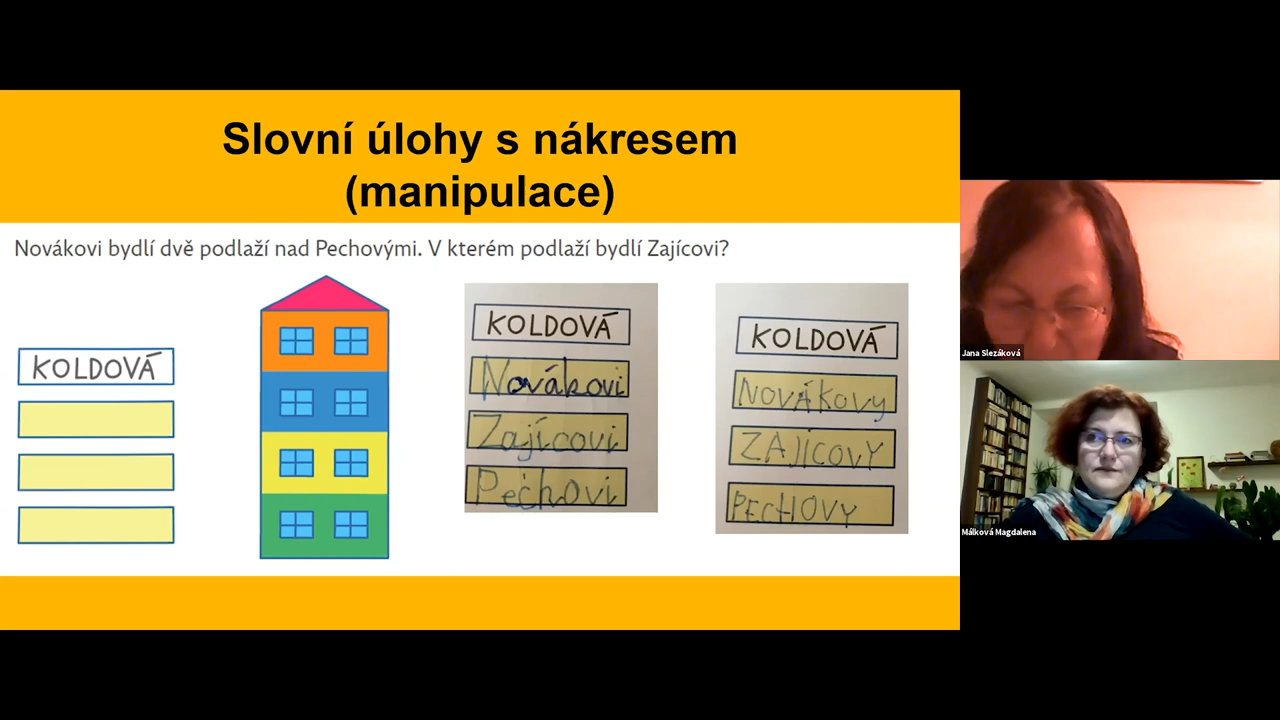 Slovní úlohy s nákresem
(manipulace)
Novákovi bydlí dvě podlaží nad Pechovými. V kterém podlaží bydlí Zajícovi?
KOLDOVÁ
KOLDOVÁ
Novákovi
Zajícovi
Pechovi
KOLDOVÁ
NOVÁKOVY
ZAJÍCOVY
PECHOVY
Jana Slezáková
Málková Magdalena